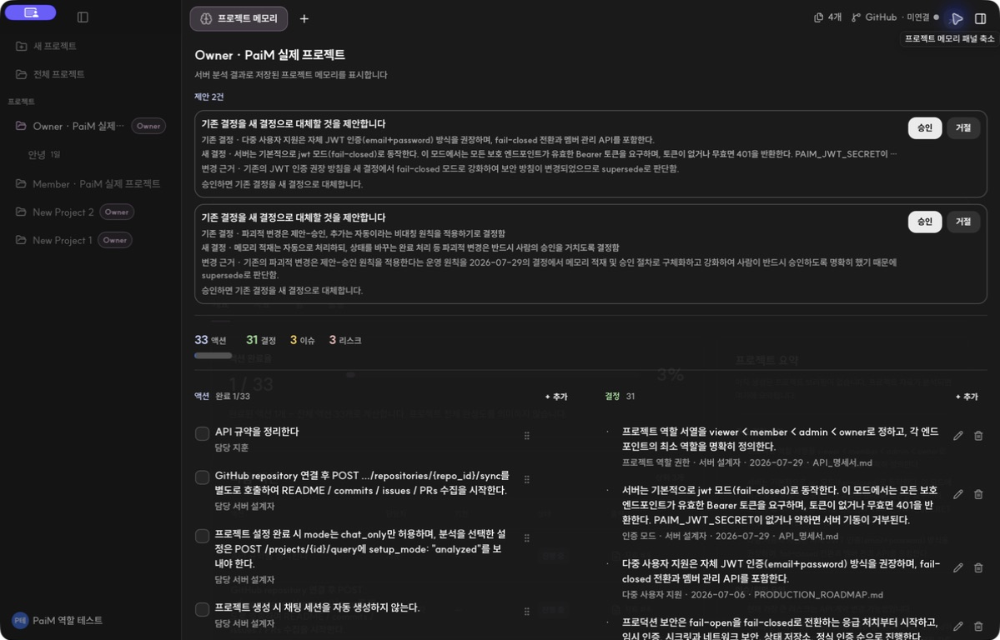 프로젝트 메모리
+
4개
GitHub · 미연결
프로젝트 메모리 패널 축소
새 프로젝트
전체 프로젝트
프로젝트
Owner · PaiM 실제… Owner
안녕 1일
Member · PaiM 실제 프로젝트
New Project 2 Owner
New Project 1 Owner
PaiM 역할 테스트
Owner · PaiM 실제 프로젝트
서버 분석 결과로 저장된 프로젝트 메모리를 표시합니다
제안 2건
기존 결정을 새 결정으로 대체할 것을 제안합니다
승인 거절
기존 결정 · 다중 사용자 지원은 자체 JWT 인증(email+password) 방식을 권장하며, fail-closed 전환과 멤버 관리 API를 포함한다.
새 결정 · 서버는 기본적으로 jwt 모드(fail-closed)로 동작한다. 이 모드에서는 모든 보호 엔드포인트가 유효한 Bearer 토큰을 요구하며, 토큰이 없거나 무효면 401을 반환한다. PAIM_JWT_SECRET이 …
변경 근거 · 기존의 JWT 인증 권장 방침을 새 결정에서 fail-closed 모드로 강화하여 보안 방침이 변경되었으므로 supersede로 판단함.
승인하면 기존 결정을 새 결정으로 대체합니다.
기존 결정을 새 결정으로 대체할 것을 제안합니다
승인 거절
기존 결정 · 파괴적 변경은 제안-승인, 추가는 자동이라는 비대칭 원칙을 적용하기로 결정함
새 결정 · 메모리 적재는 자동으로 처리하되, 상태를 바꾸는 완료 처리 등 파괴적 변경은 반드시 사람의 승인을 거치도록 결정함
변경 근거 · 기존의 파괴적 변경은 제안-승인 원칙을 적용한다는 운영 원칙을 2026-07-29의 결정에서 메모리 적재 및 승인 절차로 구체화하고 강화하여 사람이 반드시 승인하도록 명확히 했기 때문에
supersede로 판단함.
승인하면 기존 결정을 새 결정으로 대체합니다.
33 액션 31 결정 3 이슈 3 리스크
액션 완료율
1 / 33
3%
프로젝트 요약
액션 완료 1/33
+ 추가
API 규약을 정리한다
담당 지훈
GitHub repository 연결 후 POST .../repositories/{repo_id}/sync를
별도로 호출하여 README / commits / issues / PRs 수집을 시작한다.
담당 서버 설계자
프로젝트 설정 완료 시 mode는 chat_only만 허용하며, 분석을 선택한 설
정은 POST /projects/{id}/query에 setup_mode: "analyzed"를 보
내야 한다.
담당 서버 설계자
프로젝트 생성 시 채팅 세션을 자동 생성하지 않는다.
담당 서버 설계자
결정 31
+ 추가
· 프로젝트 역할 서열을 viewer < member < admin < owner로 정하고, 각 엔드
포인트의 최소 역할을 명확히 정의한다.
프로젝트 역할 권한 · 서버 설계자 · 2026-07-29 · API_명세서.md
· 서버는 기본적으로 jwt 모드(fail-closed)로 동작한다. 이 모드에서는 모든 보호
엔드포인트가 유효한 Bearer 토큰을 요구하며, 토큰이 없거나 무효면 401을 반
환한다. PAIM_JWT_SECRET이 없거나 약하면 서버 기동이 거부된다.
인증 모드 · 서버 설계자 · 2026-07-29 · API_명세서.md
· 다중 사용자 지원은 자체 JWT 인증(email+password) 방식을 권장하며, fail-
closed 전환과 멤버 관리 API를 포함한다.
다중 사용자 지원 · 2026-07-06 · PRODUCTION_ROADMAP.md
· 프로덕션 보안은 fail-open을 fail-closed로 전환하는 응급 처치부터 시작하고,
임시 인증, 시크릿과 네트워크 보안, 상태 저장소, 정식 인증 순으로 진행한다.